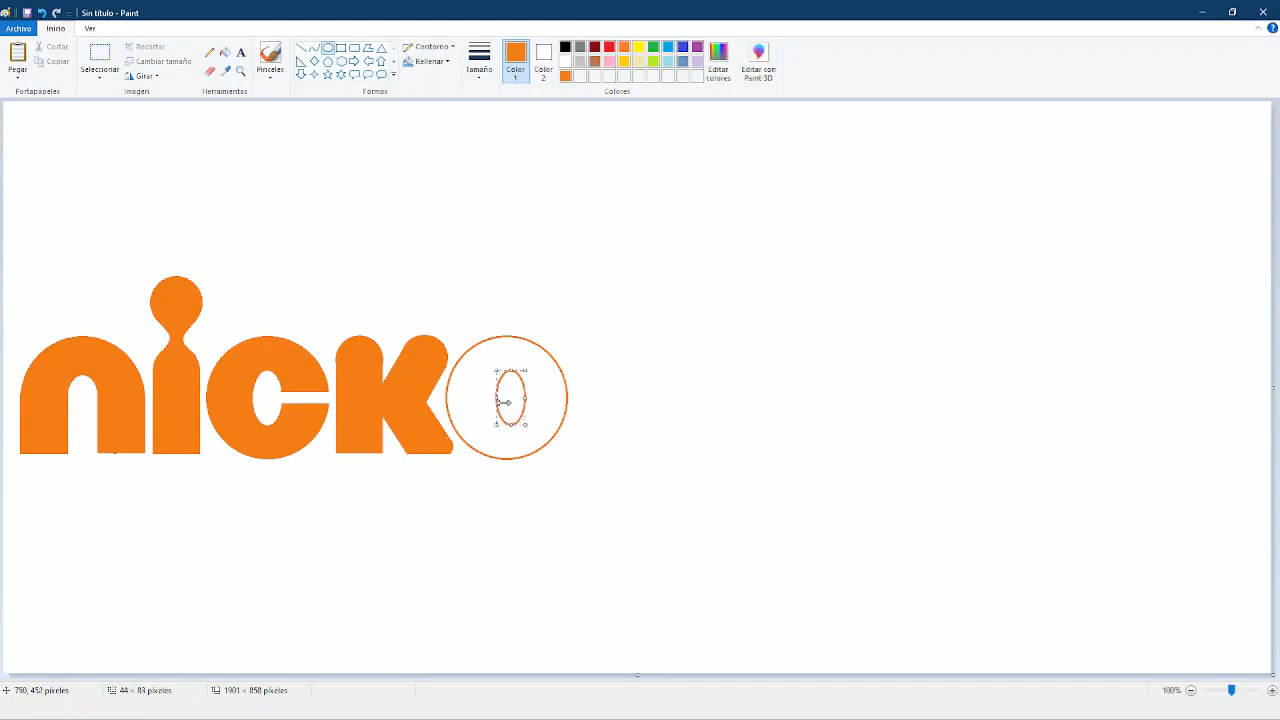 Sin título - Paint
Archivo Inicio Ver
Pegar
Cortar
Copiar
Portapapeles
Seleccionar
Recortar
Cambiar tamaño
Girar
Imagen
A
Herramientas
Pinceles
Contorno
Rellenar
Formas
Tamaño
Color
1
Color
2
Editar
colores
Editar con
Paint 3D
Colores
nicko
750, 452 píxeles 44 × 83 píxeles 1901 × 858 píxeles 100%